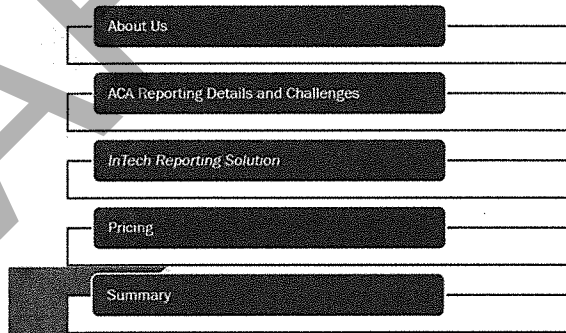 About Us
ACA Reporting Details and Challenges
InTech Reporting Solution
Pricing
Summary